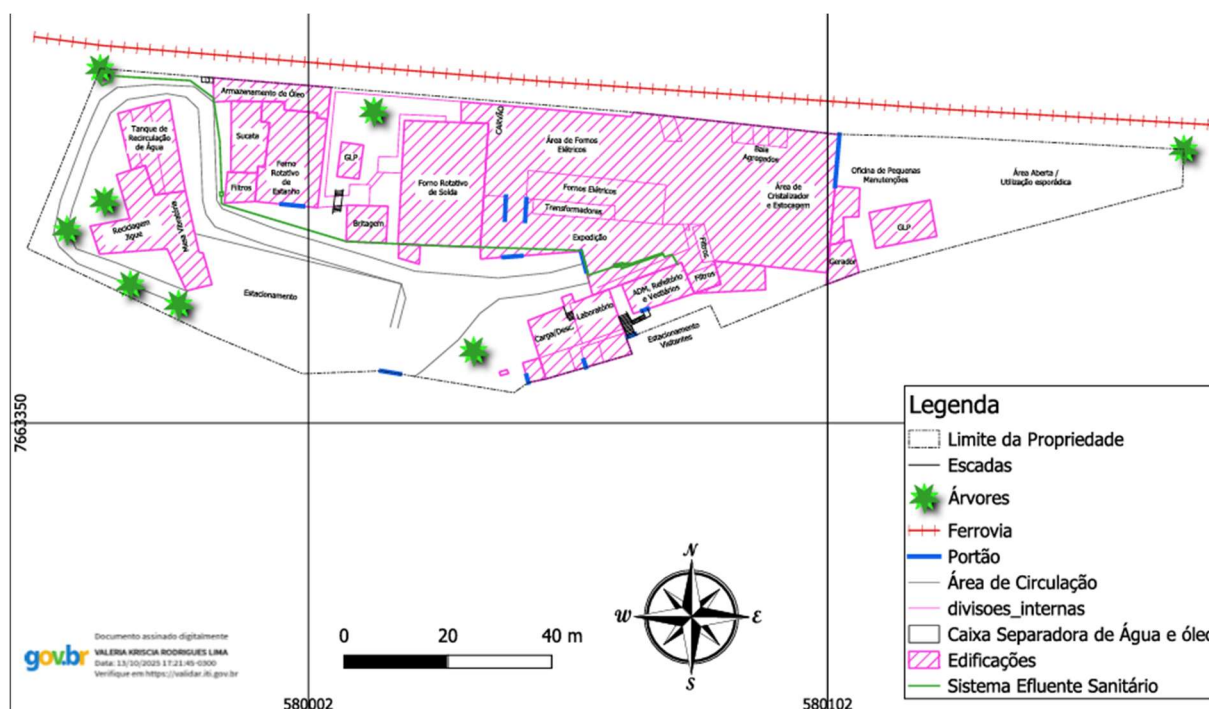 Armazenamento do Óleo
Tanque de
Recirculação
de Água
Sucata
Forno
Rotativo
de
Estanho
Filtros
GLP
Britagem
Forno Rotativo
de Solda
CARVÃO
Área de Fornos
Elétricos
Fornos Elétricos
Transformadores
Expedição
Baia
Agregados
Área de
Cristalizador
e Estocagem
Oficina de Pequenas
Manutenções
Área Aberta /
Utilização esporádica
GLP
Gerador
Filtros
Filtros
ADM, Refeitório
e Vestiários
Laboratório
Carga/Desc.
Estacionamento
Visitantes
Reciclagem
Jigue
Mesa Vibratória
Estacionamento
7663350
Legenda
Limite da Propriedade
Escadas
Árvores
Ferrovia
Portão
Área de Circulação
divisoes_internas
Caixa Separadora de Água e óleo
Edificações
Sistema Efluente Sanitário
N
W
E
S
0 20 40 m
gov.br
Documento assinado digitalmente
VALERIA KRISCIA RODRIGUES LIMA
Data: 13/10/2025 17:21:45-0300
Verifique em https://validar.iti.gov.br
580002
580102